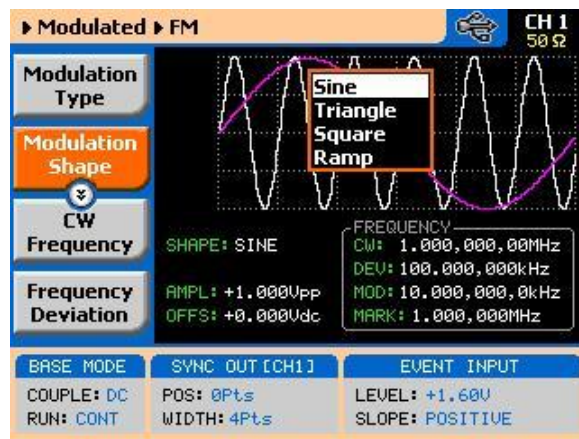 Modulated FM
CH 1
50 Ω
Modulation
Type
Modulation
Shape
CW
Frequency
Frequency
Deviation
Sine
Triangle
Square
Ramp
SHAPE: SINE
AMPL: +1.000Vpp
OFFS: +0.000Vdc
FREQUENCY
CW: 1.000,000,00MHz
DEV: 100.000,000kHz
MOD: 10.000,000,0kHz
MARK: 1.000,000MHz
BASE MODE
COUPLE: DC
RUN: CONT
SYNC OUT[CH1]
POS: 0Pts
WIDTH: 4Pts
EVENT INPUT
LEVEL: +1.60V
SLOPE: POSITIVE